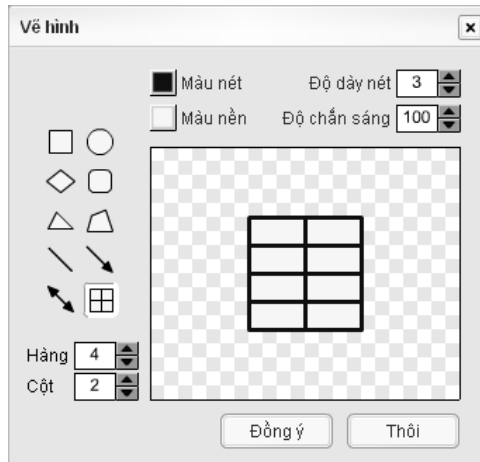 Vẽ hình
Màu nét Độ dày nét 3
Màu nền Độ chắn sáng 100
Hàng 4
Cột 2
Đồng ý Thôi